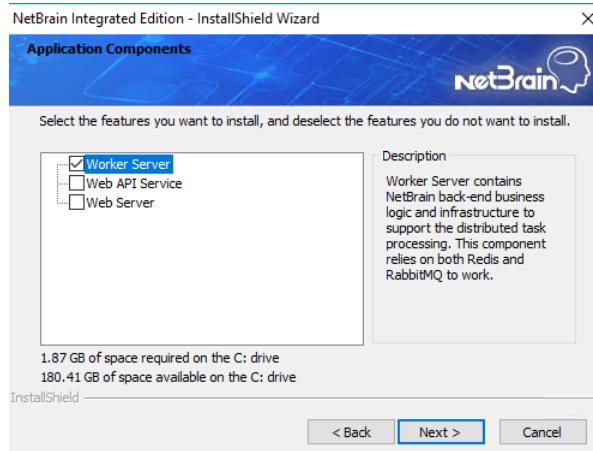 NetBrain Integrated Edition - InstallShield Wizard
Application Components
NetBrain
Select the features you want to install, and deselect the features you do not want to install.
Worker Server
Web API Service
Web Server
Description
Worker Server contains
NetBrain back-end business
logic and infrastructure to
support the distributed task
processing. This component
relies on both Redis and
RabbitMQ to work.
1.87 GB of space required on the C: drive
180.41 GB of space available on the C: drive
InstallShield
< Back
Next >
Cancel